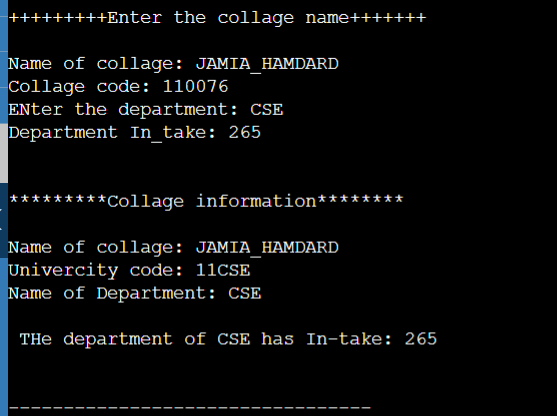 +++++++++Enter the collage name+++++++
Name of collage: JAMIA_HAMDARD
Collage code: 110076
ENter the department: CSE
Department In_take: 265
*********Collage information********
Name of collage: JAMIA_HAMDARD
Univercity code: 11CSE
Name of Department: CSE
THe department of CSE has In-take: 265
---------------------------------